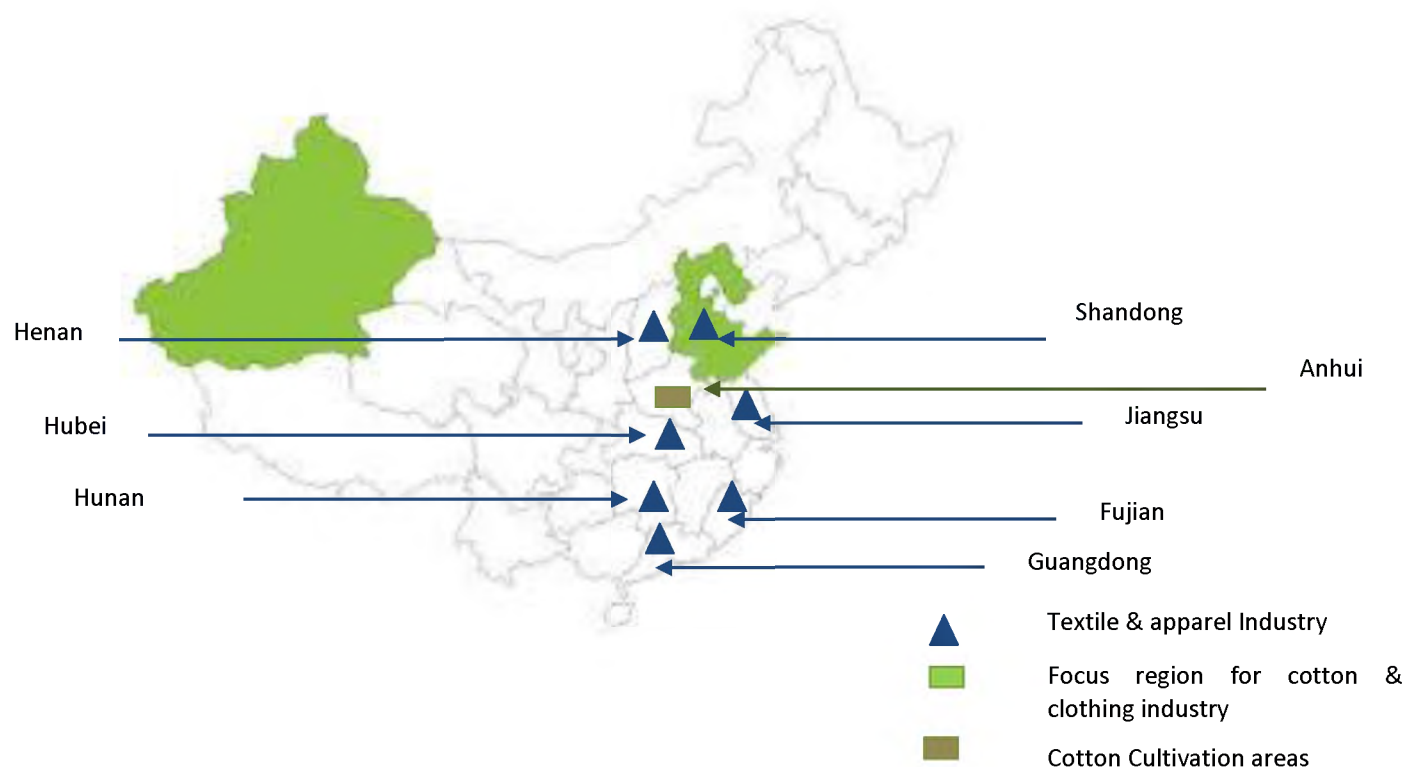 Shandong
Henan
Anhui
Jiangsu
Hubei
Hunan
Fujian
Guangdong
Textile & apparel Industry
Focus region for cotton &
clothing industry
Cotton Cultivation areas